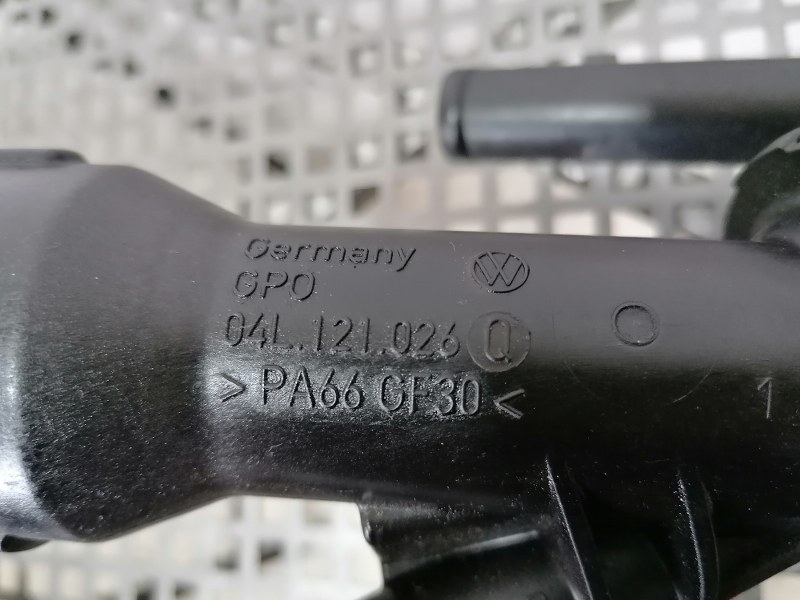 Germany
GPO
04L.121.026 Q
>PA66 GF30<
1